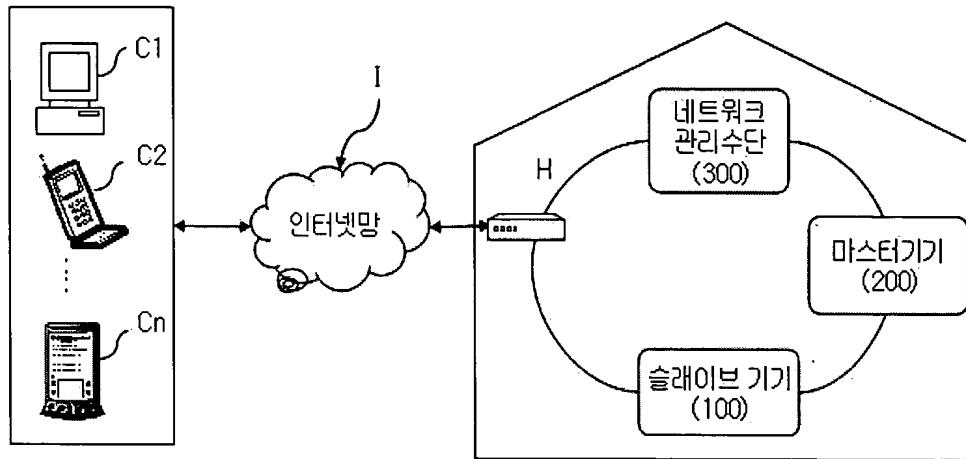 C1
C2
Cn
I
인터넷망
H
네트워크
관리수단
(300)
마스터기기
(200)
슬래이브 기기
(100)